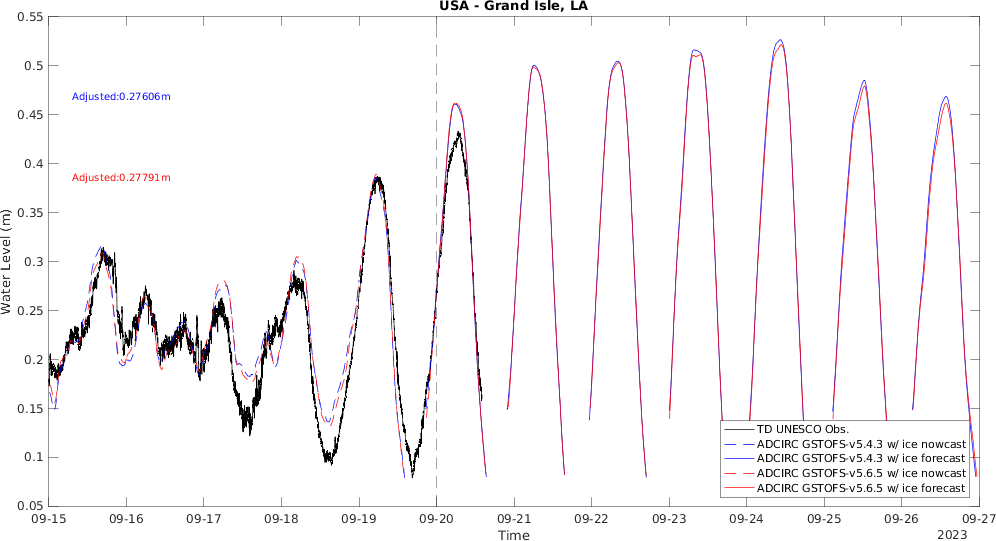 USA - Grand Isle, LA
0.55
0.5
0.45
0.4
0.35
0.3
0.25
0.2
0.15
0.1
0.05
Water Level (m)
Adjusted:0.27606m
Adjusted:0.27791m
TD UNESCO Obs.
ADCIRC GSTOFS-v5.4.3 w/ ice nowcast
ADCIRC GSTOFS-v5.4.3 w/ ice forecast
ADCIRC GSTOFS-v5.6.5 w/ ice nowcast
ADCIRC GSTOFS-v5.6.5 w/ ice forecast
09-15 09-16 09-17 09-18 09-19 09-20 09-21 09-22 09-23 09-24 09-25 09-26 09-27
Time
2023